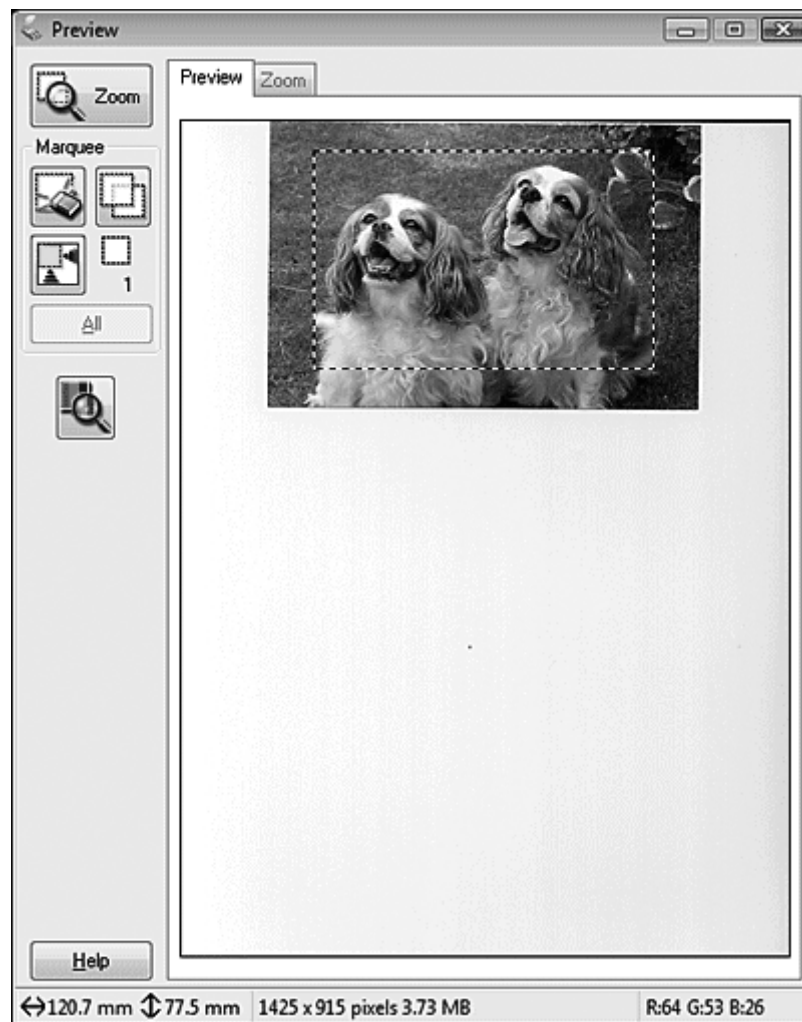 Preview
Zoom
Preview
Zoom
Marquee
1
All
Help
120.7 mm 77.5 mm 1425 x 915 pixels 3.73 MB R:64 G:53 B:26